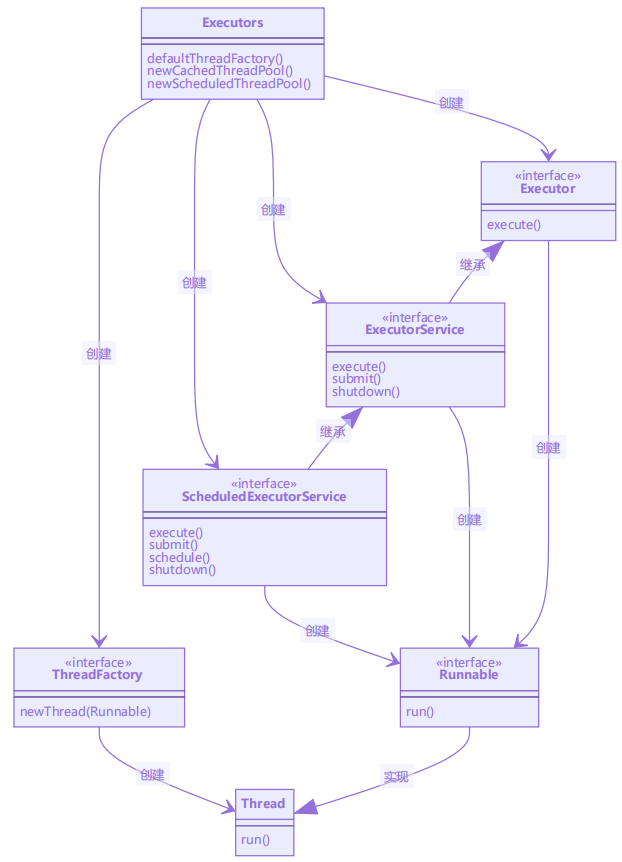 Executors
defaultThreadFactory()
newCachedThreadPool()
newScheduledThreadPool()
创建
«interface»
Executor
execute()
创建
继承
创建
«interface»
ExecutorService
execute()
submit()
shutdown()
创建
继承
创建
«interface»
ScheduledExecutorService
execute()
submit()
schedule()
shutdown()
创建
创建
«interface»
ThreadFactory
newThread(Runnable)
创建
«interface»
Runnable
run()
创建
实现
Thread
run()